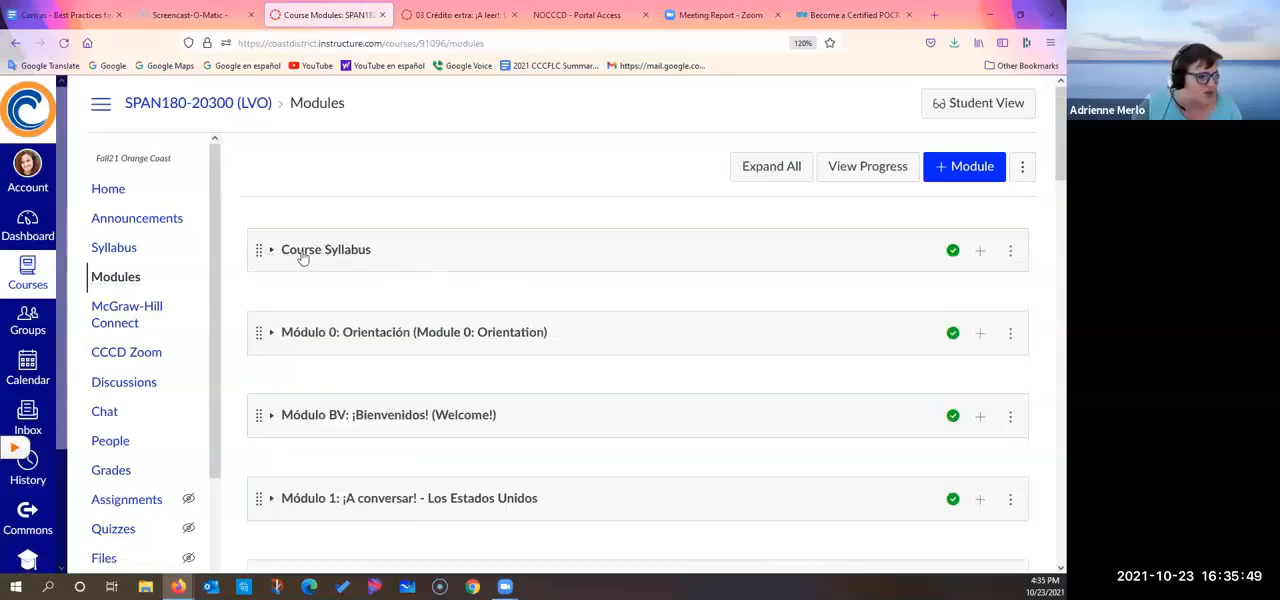 Canvas - Best Practices for
Screencast-O-Matic -
Course Modules: SPAN180
03 Crédito extra: ¡A leer!: L
NOCCCD - Portal Access
Meeting Report - Zoom
Become a Certified POCR
https://coastdistrict.instructure.com/courses/91096/modules
120%
Google Translate
Google
Google Maps
Google en español
YouTube
YouTube en español
Google Voice
2021 CCCFLC Summar...
https://mail.google.co...
Other Bookmarks
Adrienne Merlo
SPAN180-20300 (LVO) › Modules
Student View
Fall21 Orange Coast
Expand All
View Progress
+ Module
Account
Dashboard
Courses
Groups
Calendar
Inbox
History
Commons
Home
Announcements
Syllabus
Modules
McGraw-Hill
Connect
CCCD Zoom
Discussions
Chat
People
Grades
Assignments
Quizzes
Files
Course Syllabus
Módulo 0: Orientación (Module 0: Orientation)
Módulo BV: ¡Bienvenidos! (Welcome!)
Módulo 1: ¡A conversar! - Los Estados Unidos
4:35 PM
10/23/2021
2021-10-23 16:35:49